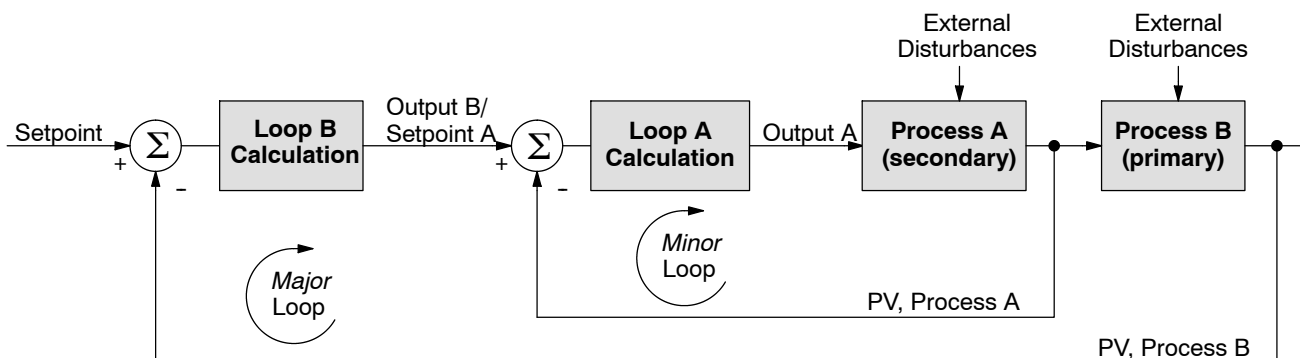 External
Disturbances
External
Disturbances
Setpoint
+
Σ
−
Loop B
Calculation
Output B/
Setpoint A
+
Σ
−
Loop A
Calculation
Output A
Process A
(secondary)
Process B
(primary)
Major
Loop
Minor
Loop
PV, Process A
PV, Process B